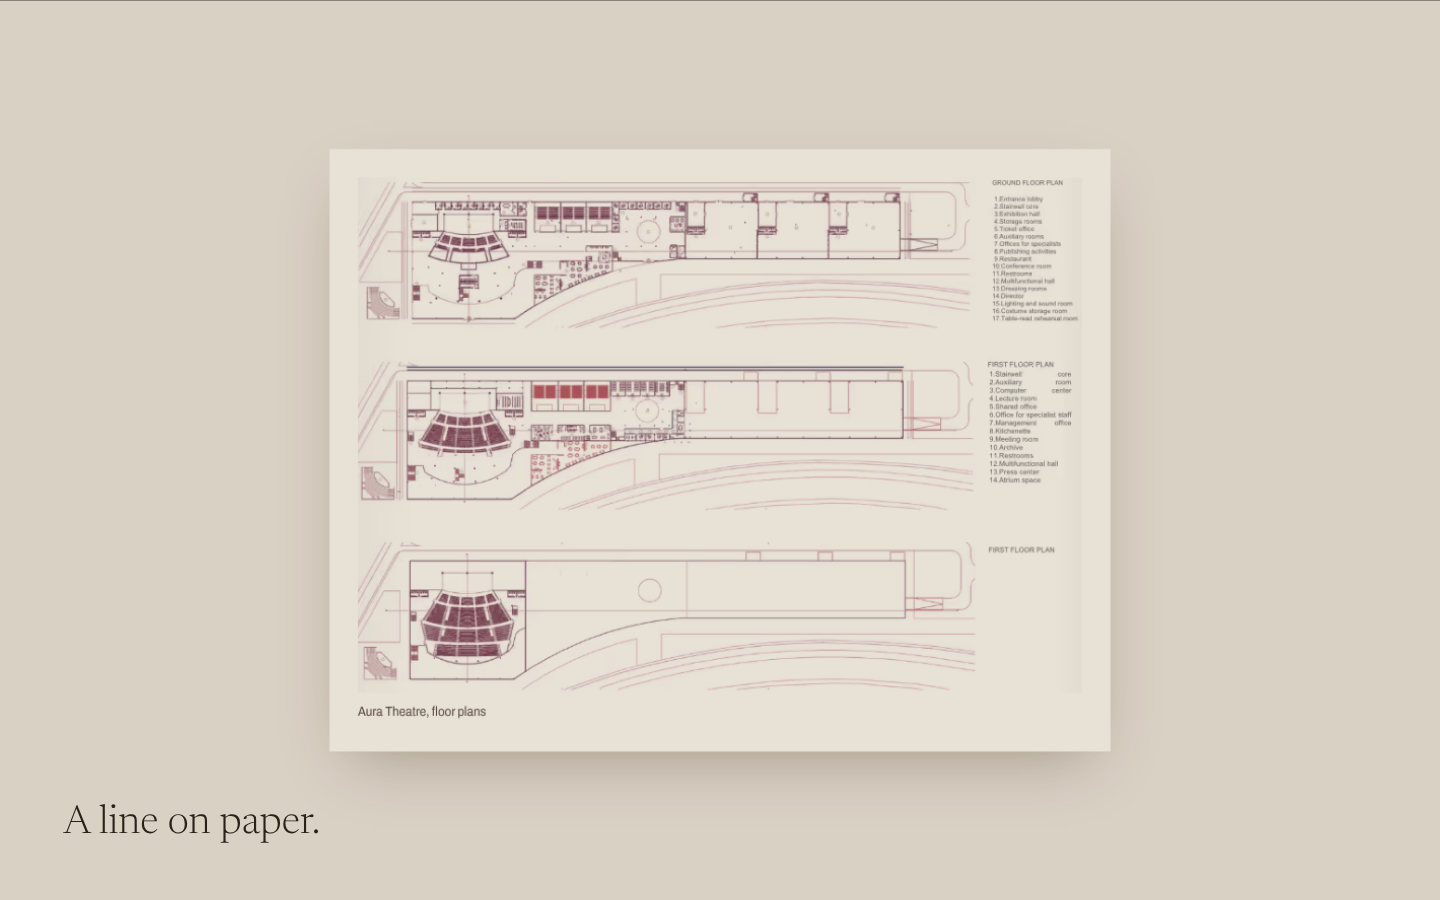 GROUND FLOOR PLAN
1.Entrance lobby
2.Stairwell core
3.Exhibition hall
4.Storage rooms
5.Ticket office
6.Auxiliary rooms
7.Offices for specialists
8.Publishing activities
9.Restaurant
10.Conference room
11.Restrooms
12.Multifunctional hall
13.Dressing rooms
14.Director
15.Lighting and sound room
16.Costume storage room
17.Table-read rehearsal room
FIRST FLOOR PLAN
1.Stairwell core
2.Auxiliary room
3.Computer center
4.Lecture room
5.Shared office
6.Office for specialist staff
7.Management office
8.Kitchenette
9.Meeting room
10.Archive
11.Restrooms
12.Multifunctional hall
13.Press center
14.Atrium space
FIRST FLOOR PLAN
Aura Theatre, floor plans
A line on paper.